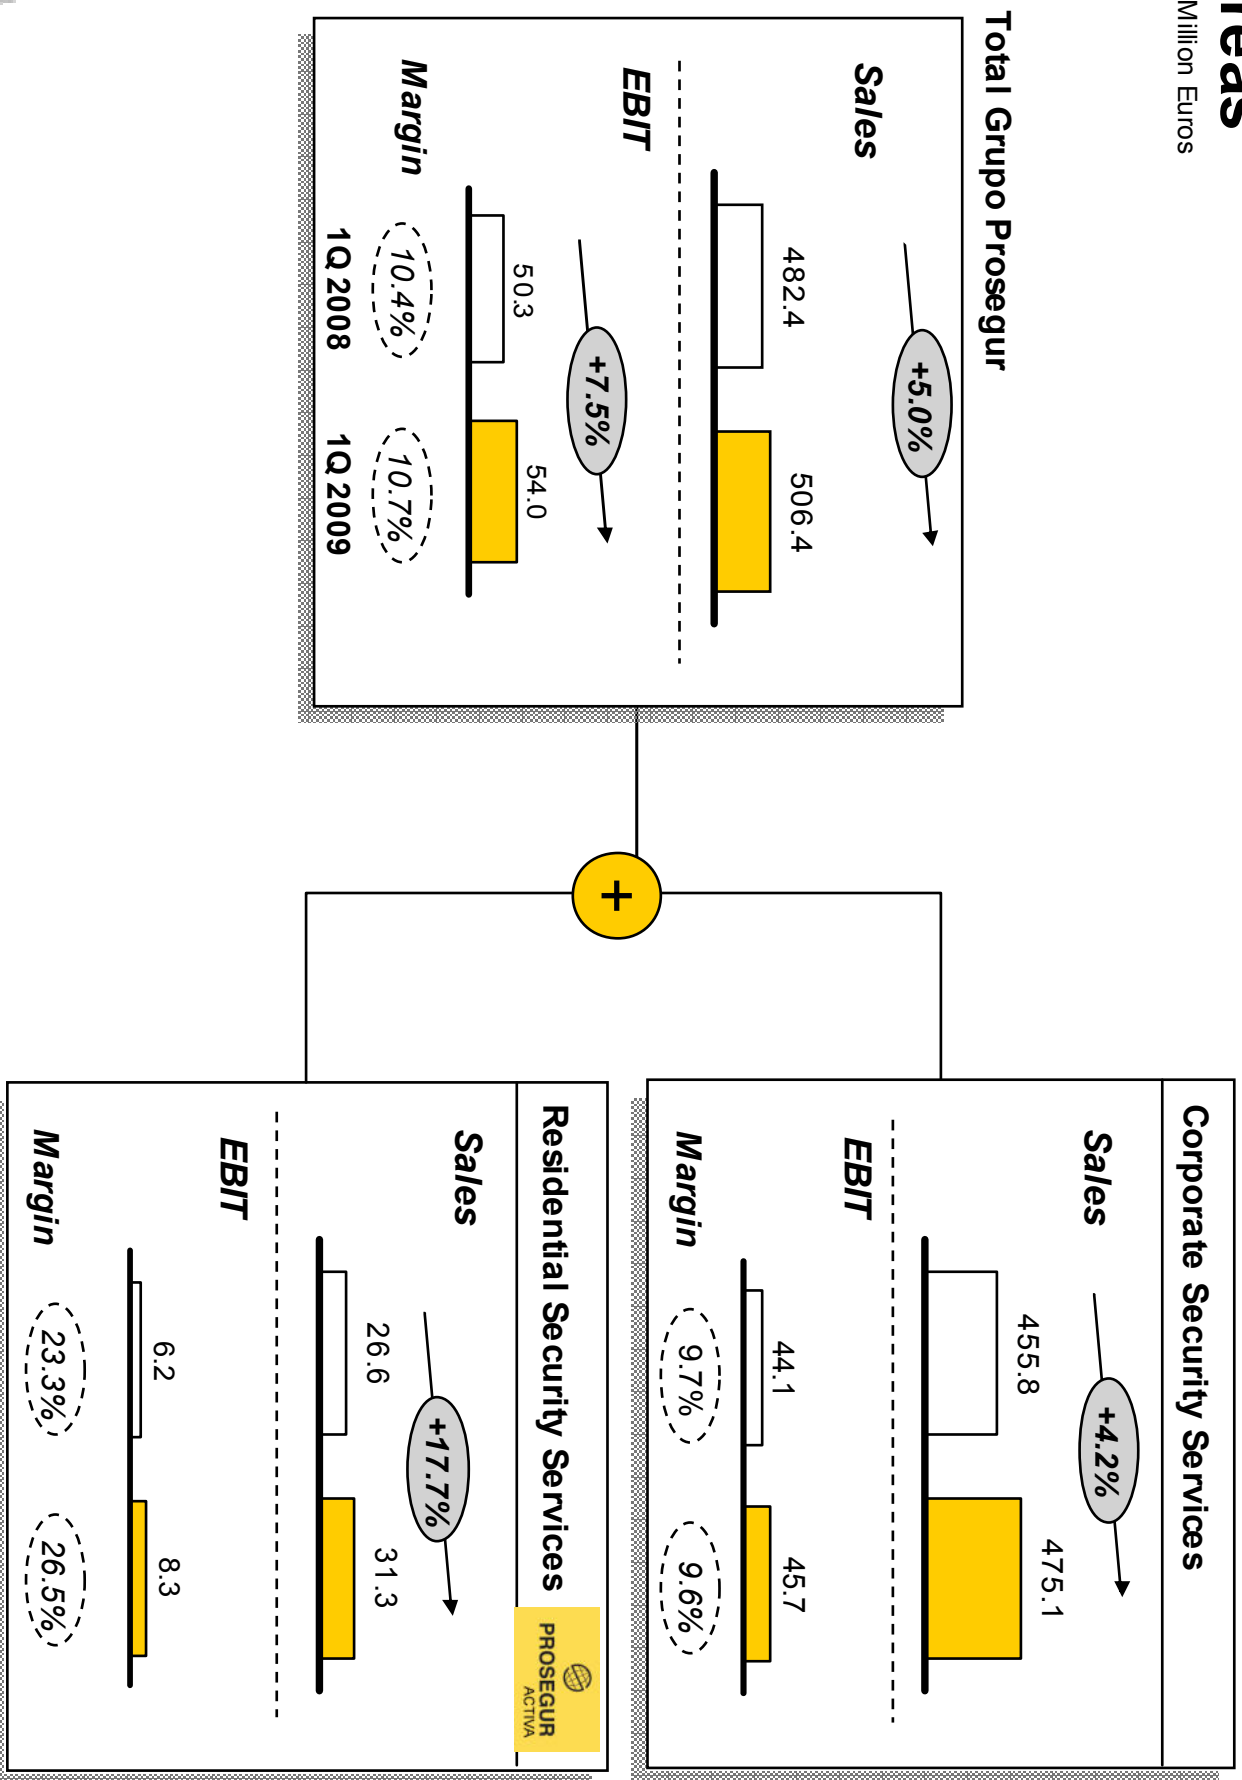 Million Euros
Total Grupo Prosegur
Sales
+5.0%
482.4
506.4
EBIT
+7.5%
50.3
54.0
Margin
10.4%
10.7%
1Q 2008
1Q 2009
+
Corporate Security Services
Sales
+4.2%
455.8
475.1
EBIT
44.1
45.7
Margin
9.7%
9.6%
Residential Security Services
PROSEGUR
ACTIVA
Sales
+17.7%
26.6
31.3
EBIT
6.2
8.3
Margin
23.3%
26.5%